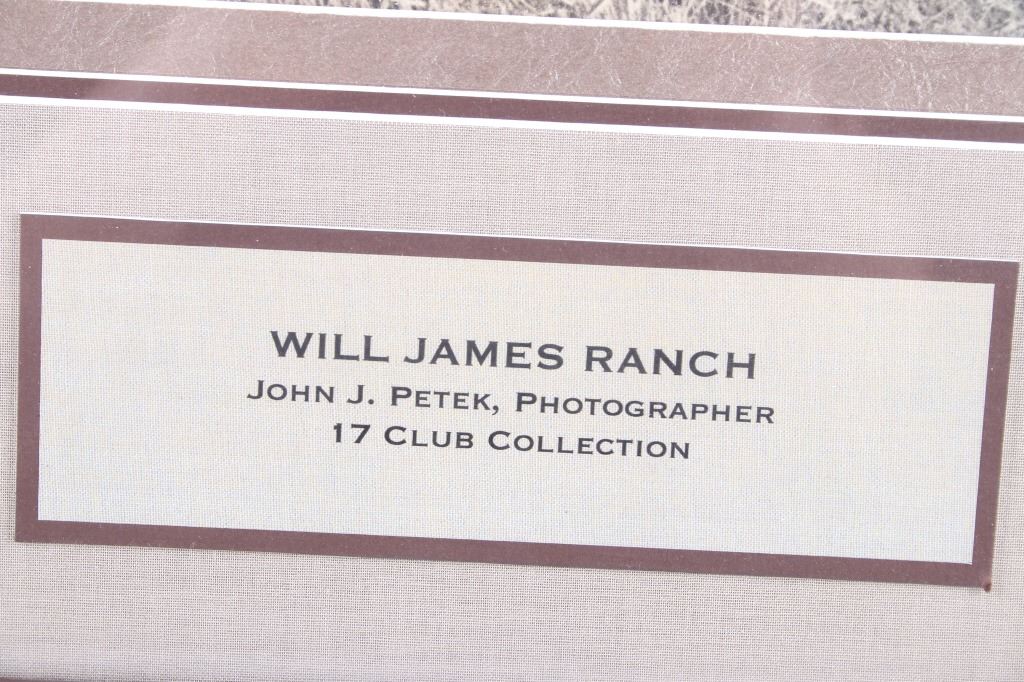 WILL JAMES RANCH
JOHN J. PETEK, PHOTOGRAPHER
17 CLUB COLLECTION